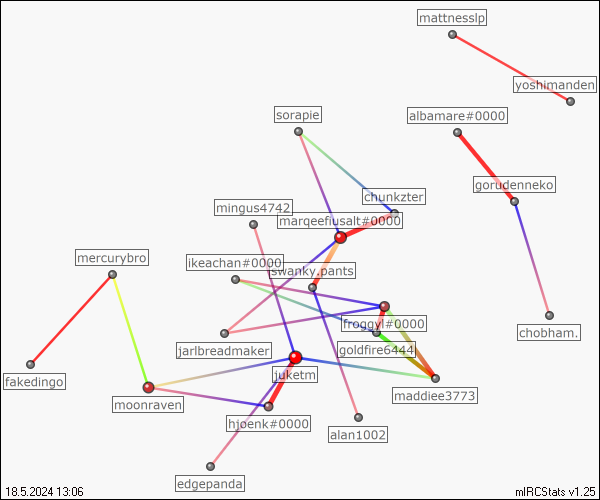 mattnesslp
yoshimanden
sorapie
albamare#0000
gorudenneko
chunkzter
mingus4742
marqeefiusalt#0000
mercurybro
ikeachan#0000
swanky.pants
froggyl#0000
chobham.
jarlbreadmaker
goldfire6444
juketm
fakedingo
maddiee3773
moonraven
hjøenk#0000
alan1002
edgepanda
18.5.2024 13:06
mIRCStats v1.25